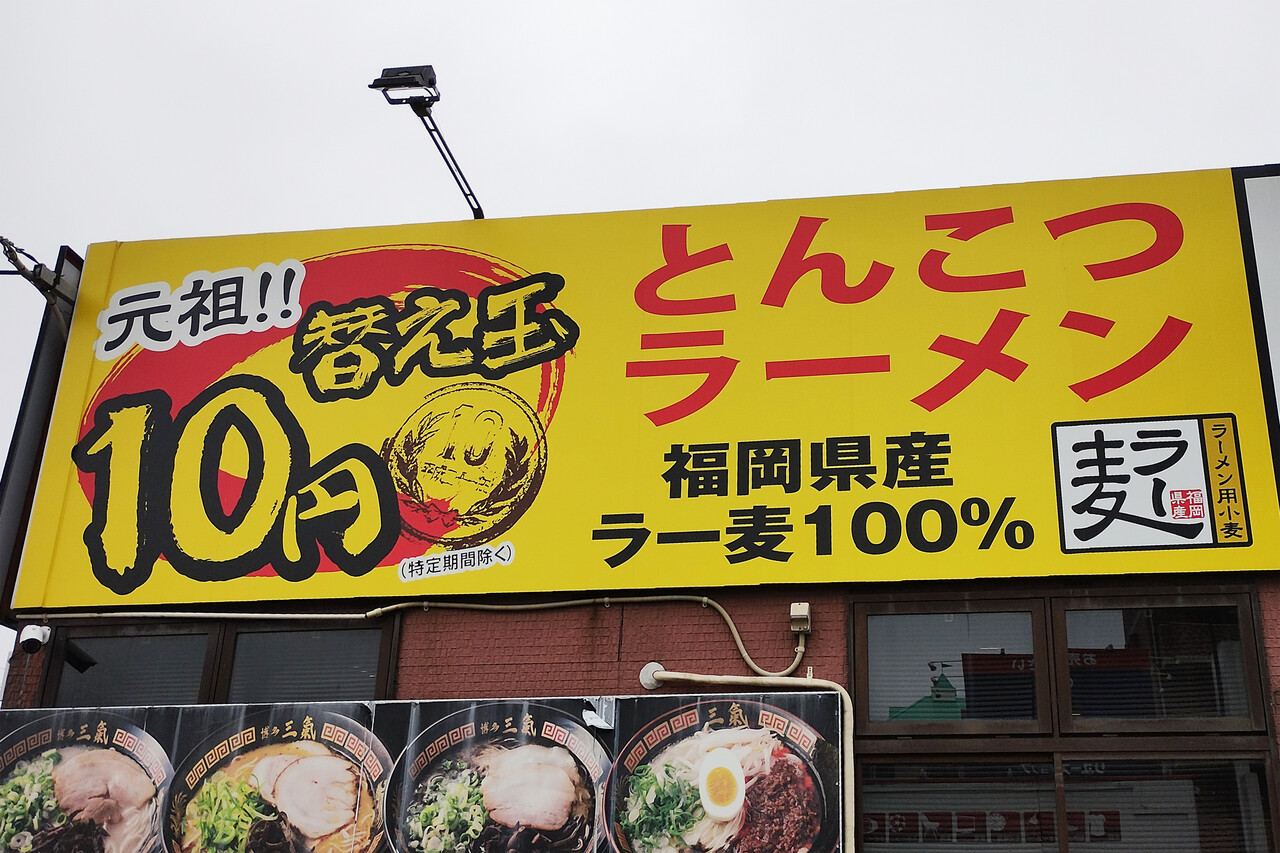 元祖!!
替え玉
10円
10
(特定期間除く)
とんこつ
ラーメン
福岡県産
ラー麦100%
ラー麦
福岡
県産
ラーメン用小麦
博多 三氣
博多 三氣
博多 三氣
三氣